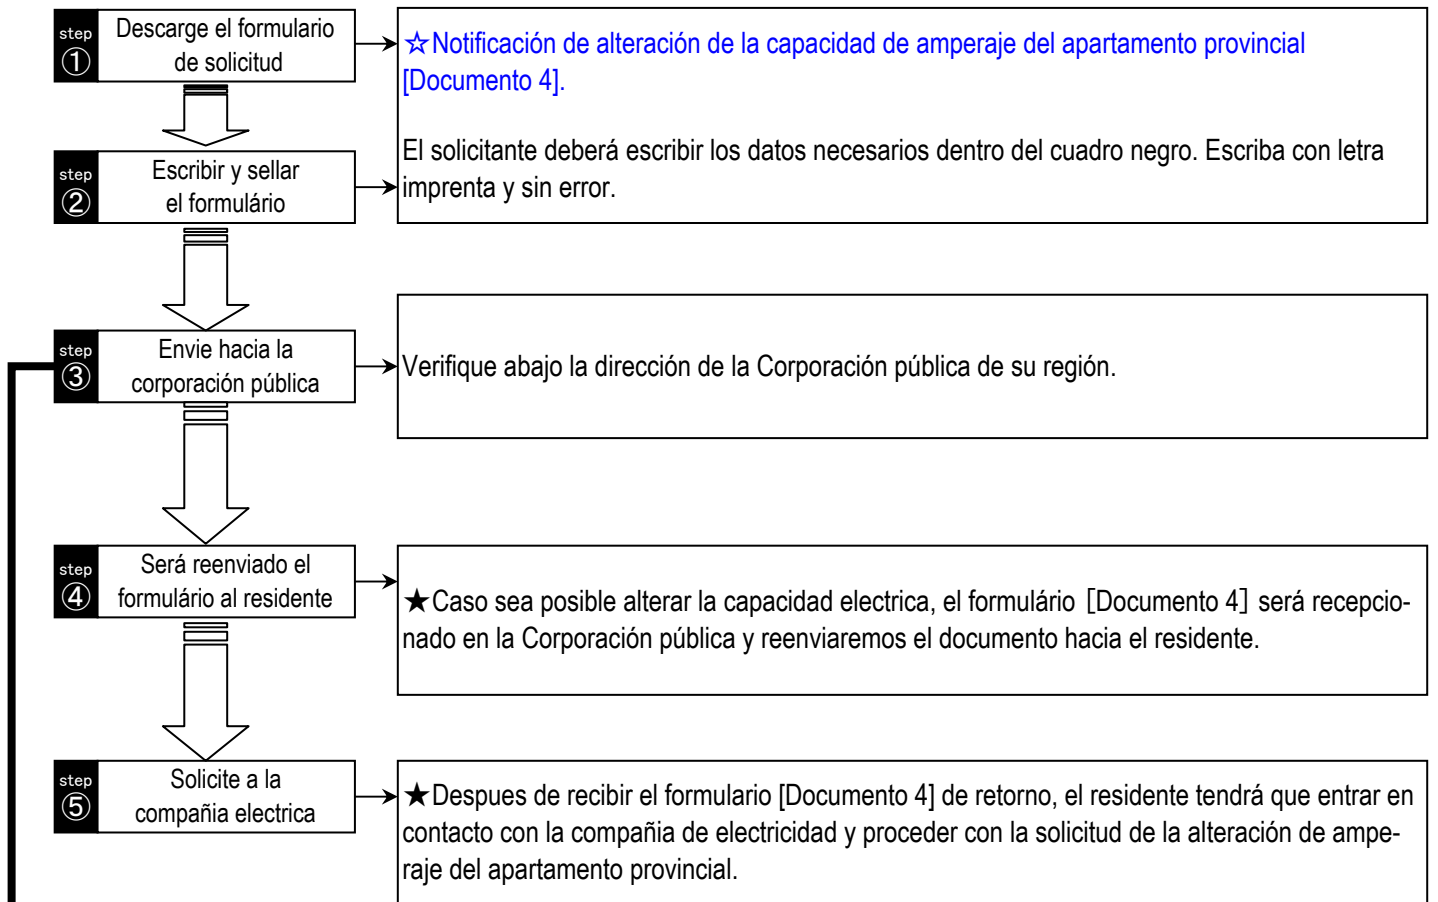 step
①
Descarge el formulario
de solicitud
☆Notificación de alteración de la capacidad de amperaje del apartamento provincial
[Documento 4].
El solicitante deberá escribir los datos necesarios dentro del cuadro negro. Escriba con letra
imprenta y sin error.
step
②
Escribir y sellar
el formulário
step
③
Envie hacia la
corporación pública
Verifique abajo la dirección de la Corporación pública de su región.
step
④
Será reenviado el
formulário al residente
★Caso sea posible alterar la capacidad electrica, el formulário［Documento 4］será recepcio-
nado en la Corporación pública y reenviaremos el documento hacia el residente.
step
⑤
Solicite a la
compañia electrica
★Despues de recibir el formulario [Documento 4] de retorno, el residente tendrá que entrar en
contacto con la compañia de electricidad y proceder con la solicitud de la alteración de ampe-
raje del apartamento provincial.